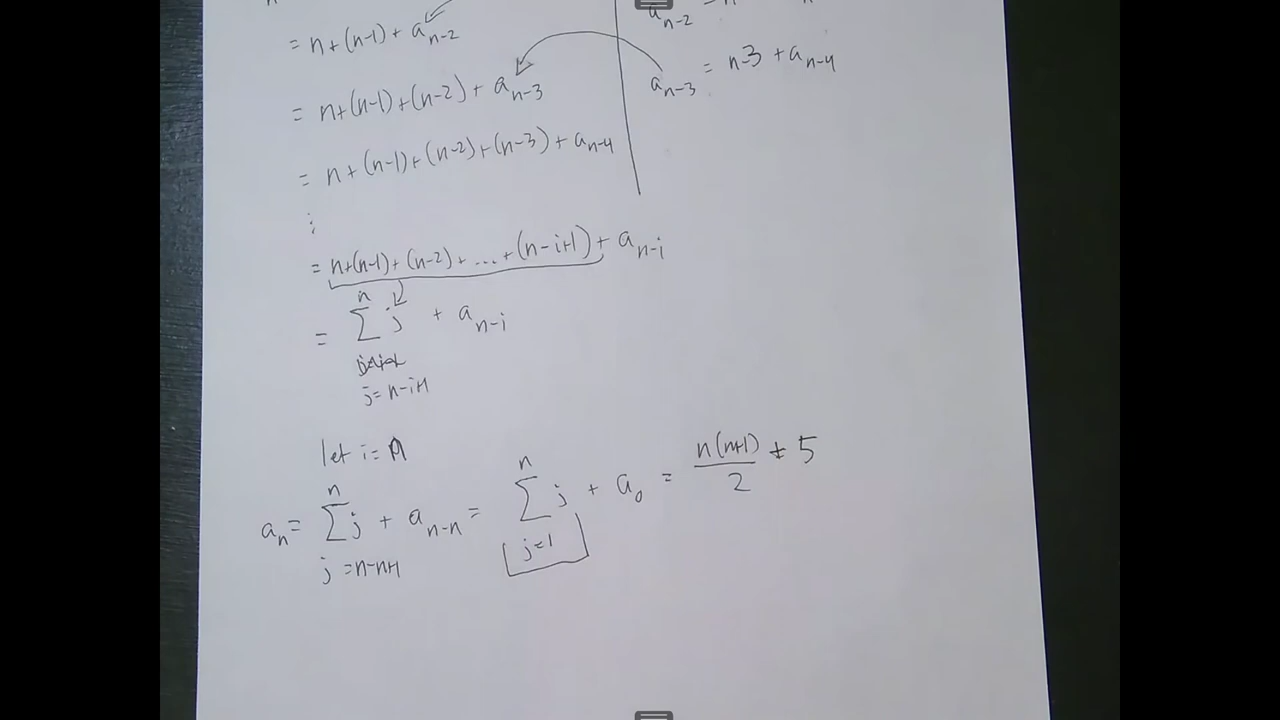 = n+(n-1) + a_{n-2}
a_{n-2} = n
= n+(n-1)+(n-2) + a_{n-3}
a_{n-3} = n-3 + a_{n-4}
= n+(n-1)+(n-2)+(n-3) + a_{n-4}
⋮
= n+(n-1)+(n-2)+...+(n-i+1) + a_{n-i}
= ∑_{j=n-i+1}^{n} j + a_{n-i}
let i = n
a_n = ∑_{j=n-n+1}^{n} j + a_{n-n} = ∑_{j=1}^{n} j + a_0 = n(n+1)/2 + 5